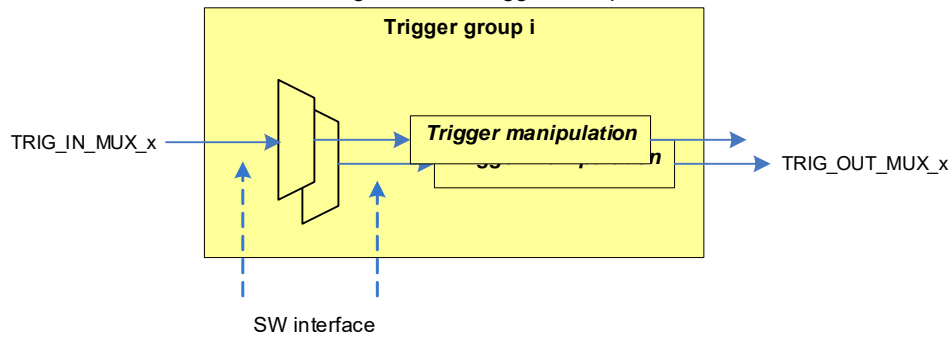 Trigger group i
TRIG_IN_MUX_x
Trigger manipulation
TRIG_OUT_MUX_x
SW interface